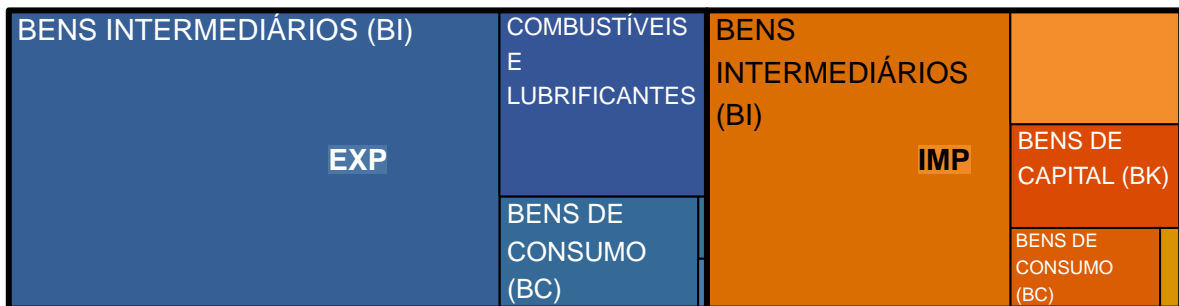 BENS INTERMEDIÁRIOS (BI)
COMBUSTÍVEIS
E
LUBRIFICANTES
EXP
BENS DE
CONSUMO
(BC)
BENS
INTERMEDIÁRIOS
(BI)
IMP
BENS DE
CAPITAL (BK)
BENS DE
CONSUMO
(BC)